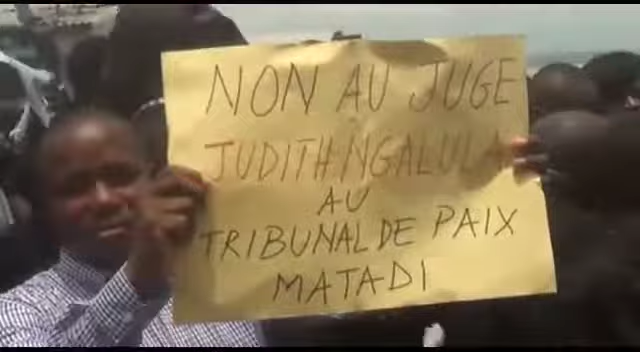 NON AU JUGE
JUDITH NGALULA
AU
TRIBUNAL DE PAIX
MATADI